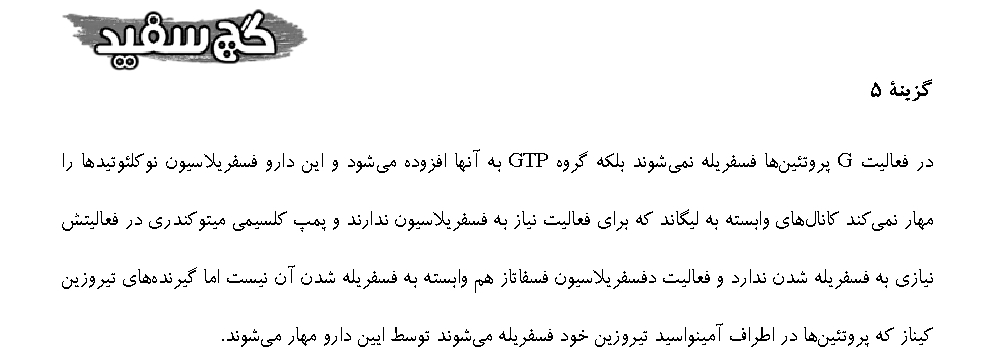 گچ سفید
گزینهٔ ۵
در فعالیت G پروتئین‌ها فسفریله نمی‌شوند بلکه گروه GTP به آنها افزوده می‌شود و این دارو فسفریلاسیون نوکلئوتیدها را
مهار نمی‌کند کانال‌های وابسته به لیگاند که برای فعالیت نیاز به فسفریلاسیون ندارند و پمپ کلسیمی میتوکندری در فعالیتش
نیازی به فسفریله شدن ندارد و فعالیت دفسفریلاسیون فسفاتاز هم وابسته به فسفریله شدن آن نیست اما گیرنده‌های تیروزین
کیناز که پروتئین‌ها در اطراف آمینواسید تیروزین خود فسفریله می‌شوند توسط ایین دارو مهار می‌شوند.